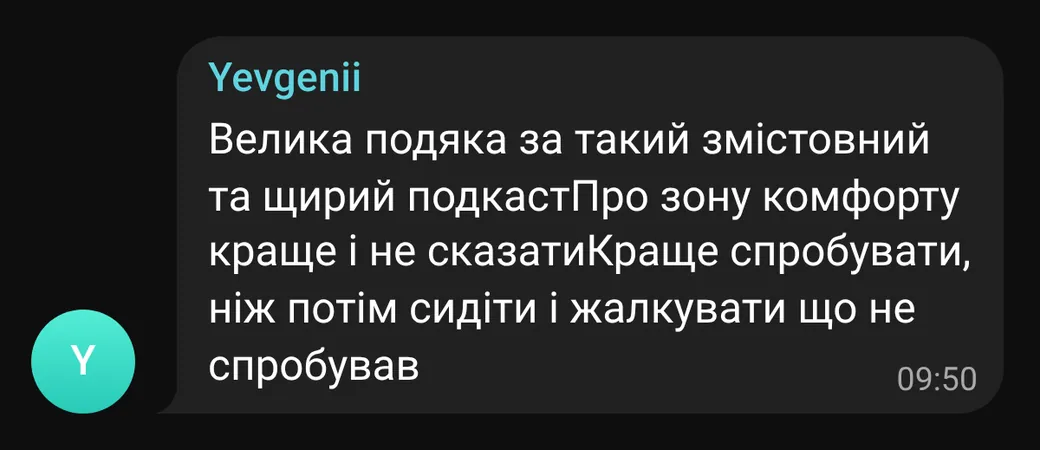 Yevgenii
Велика подяка за такий змістовний
та щирий подкастПро зону комфорту
краще і не сказатиКраще спробувати,
ніж потім сидіти і жалкувати що не
спробував
09:50
Y